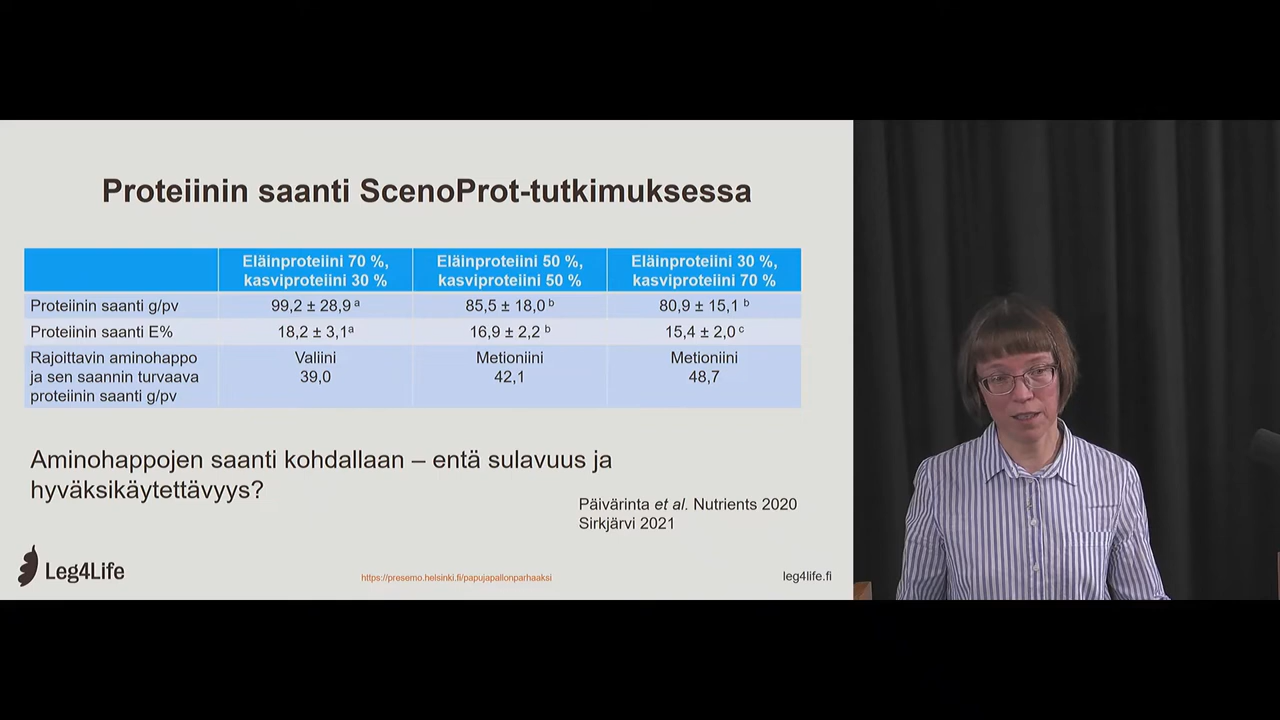 Proteiinin saanti ScenoProt-tutkimuksessa
Eläinproteiini 70 %,
kasviproteiini 30 %
Eläinproteiini 50 %,
kasviproteiini 50 %
Eläinproteiini 30 %,
kasviproteiini 70 %
Proteiinin saanti g/pv
99,2 ± 28,9 ᵃ
85,5 ± 18,0 ᵇ
80,9 ± 15,1 ᵇ
Proteiinin saanti E%
18,2 ± 3,1ᵃ
16,9 ± 2,2 ᵇ
15,4 ± 2,0 ᶜ
Rajoittavin aminohappo
ja sen saannin turvaava
proteiinin saanti g/pv
Valiini
39,0
Metioniini
42,1
Metioniini
48,7
Aminohappojen saanti kohdallaan – entä sulavuus ja
hyväksikäytettävyys?
Päivärinta et al. Nutrients 2020
Sirkjärvi 2021
Leg4Life
https://presemo.helsinki.fi/papujapallonparhaaksi
leg4life.fi